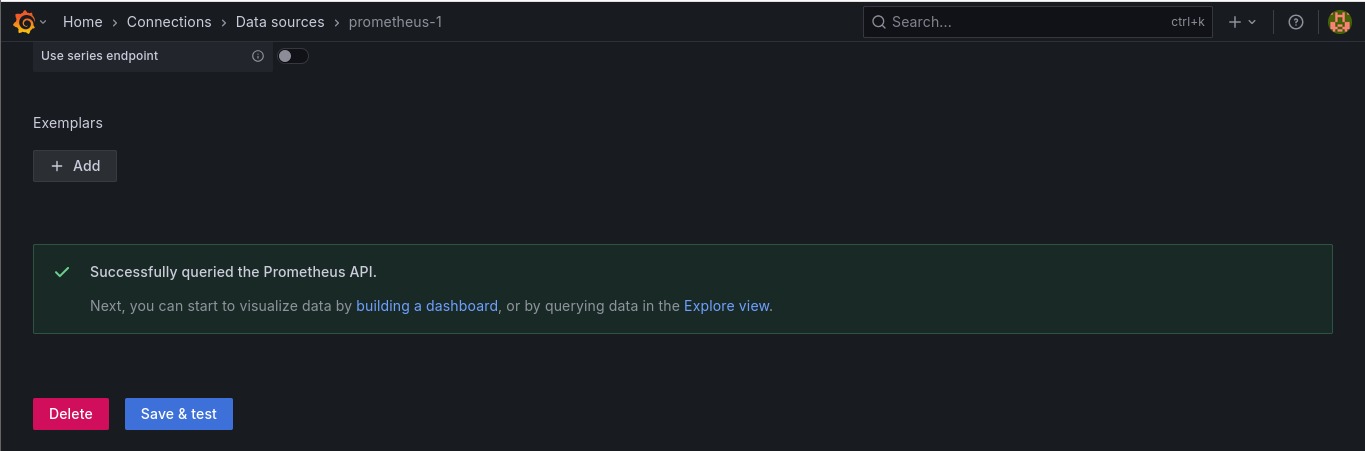 Home > Connections > Data sources > prometheus-1
Search...
ctrl+k
Use series endpoint
Exemplars
+ Add
Successfully queried the Prometheus API.
Next, you can start to visualize data by building a dashboard, or by querying data in the Explore view.
Delete
Save & test